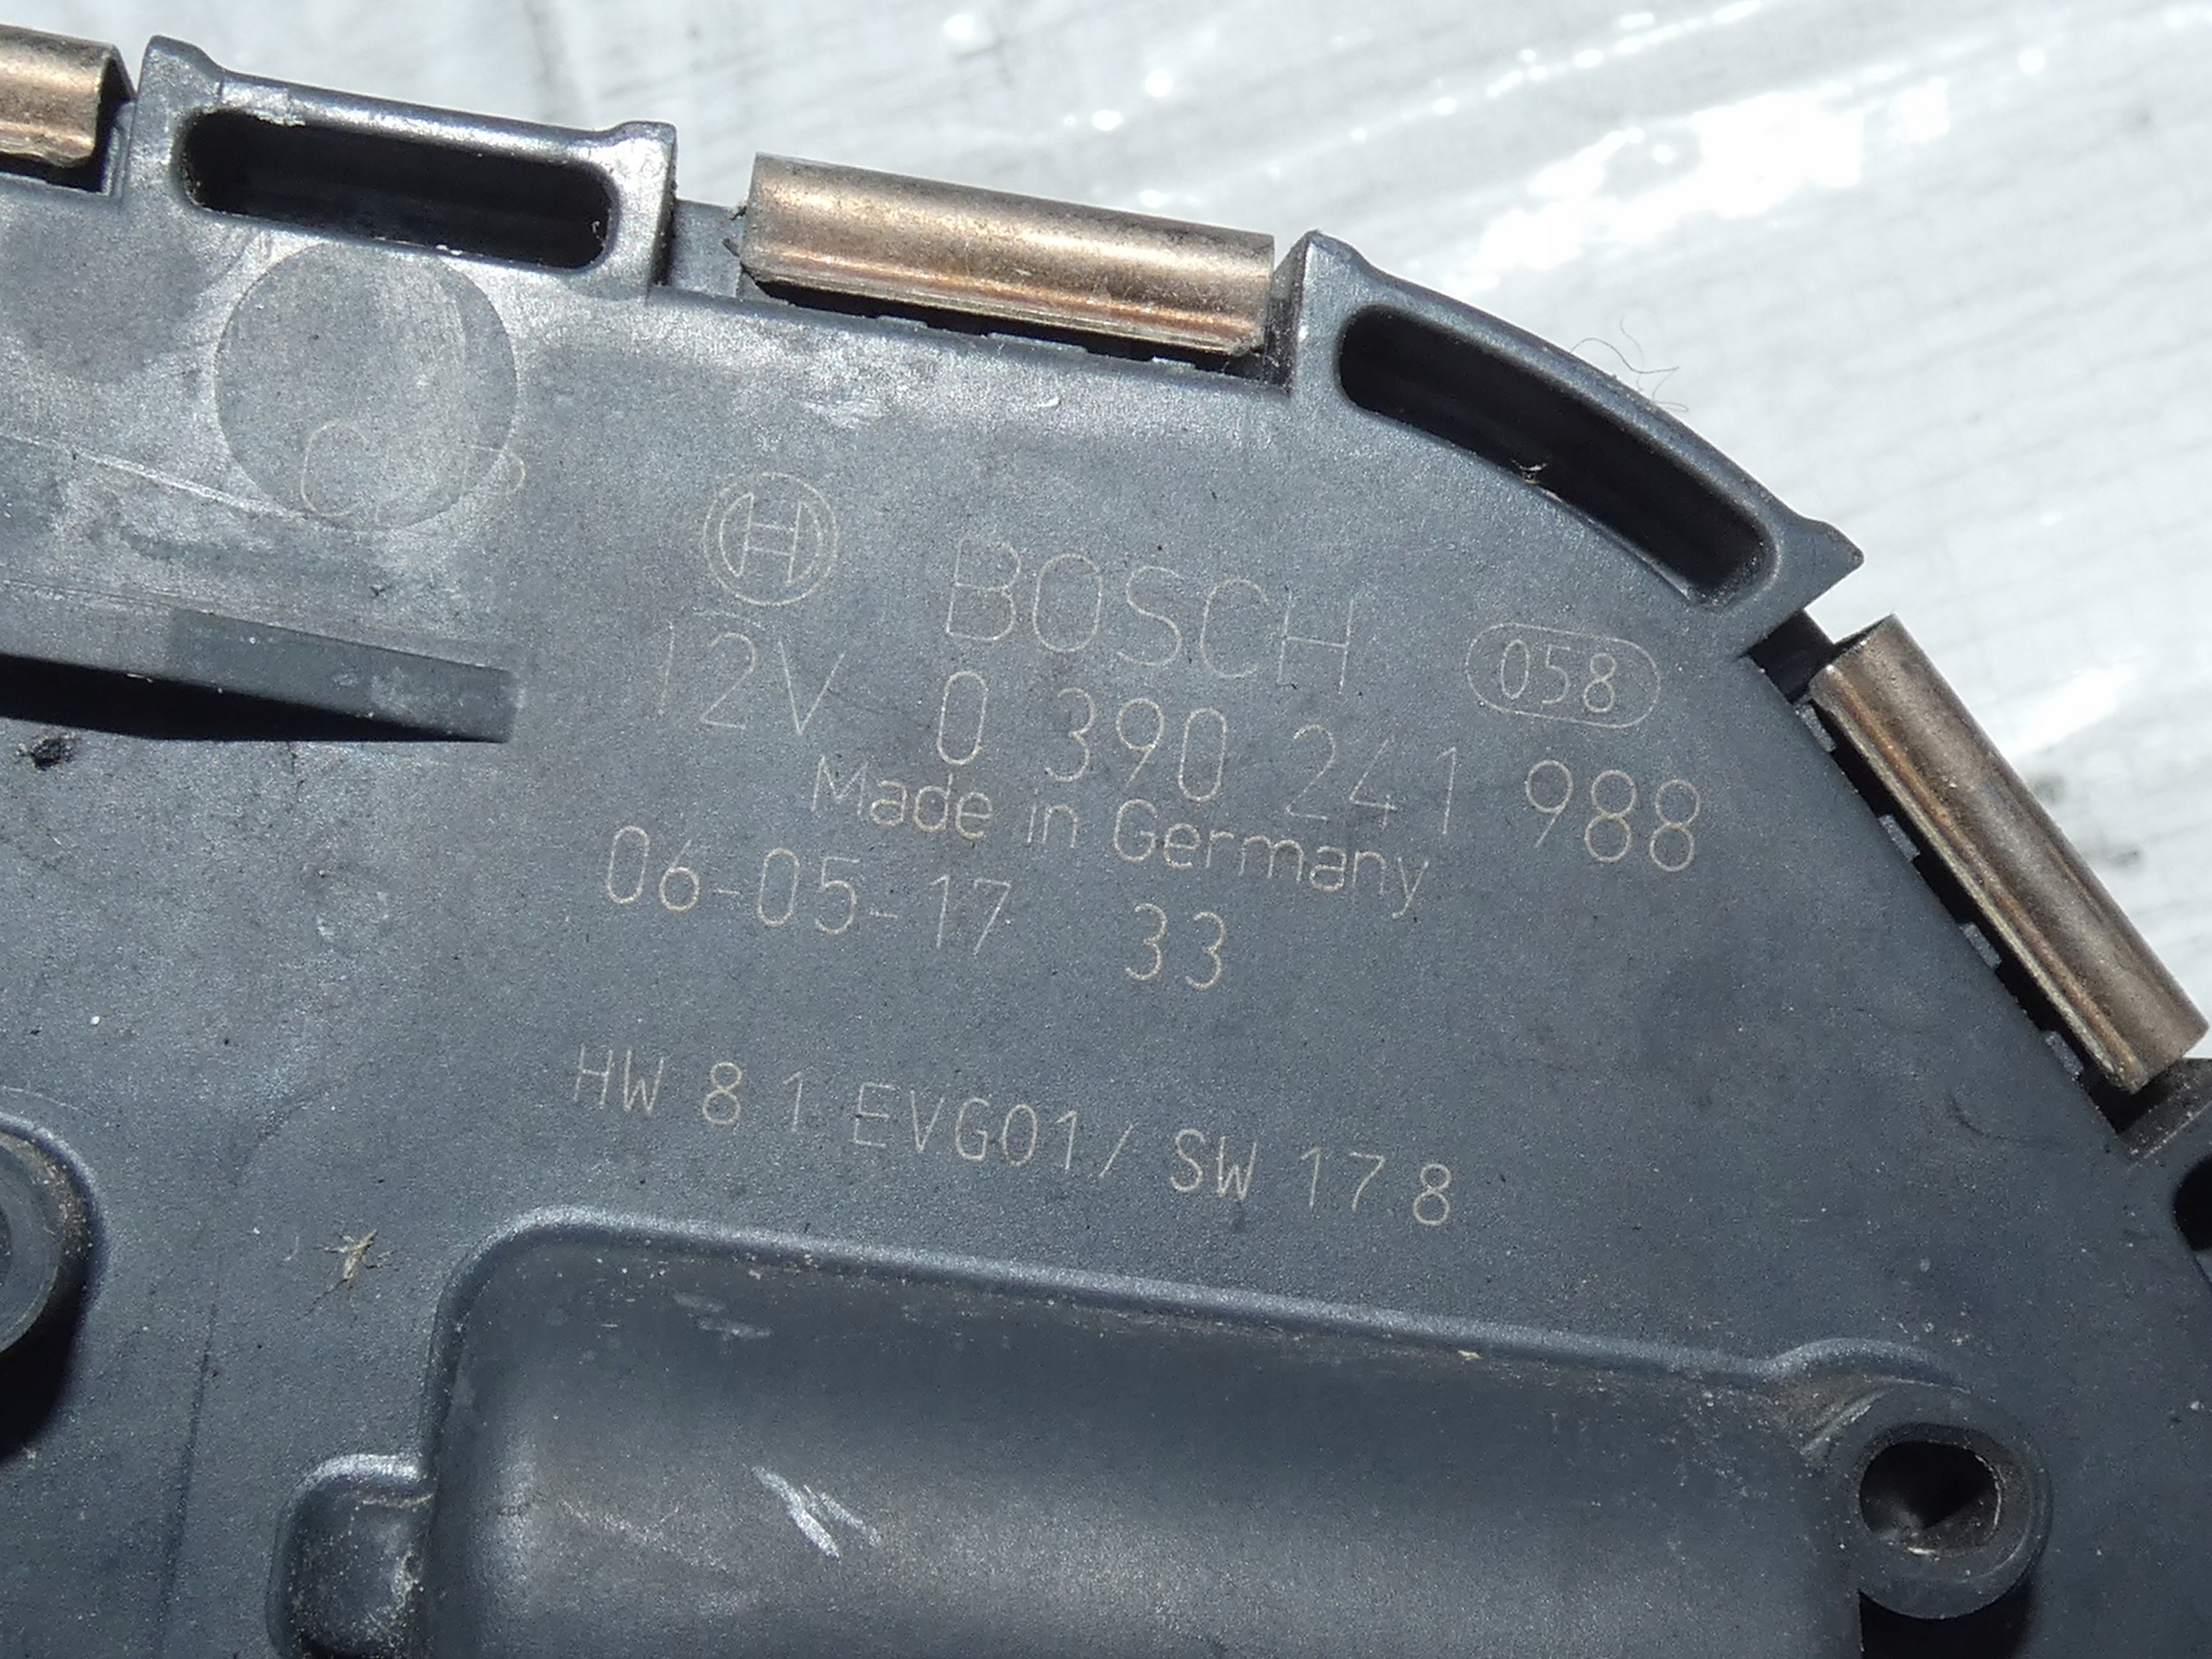 BOSCH
058
12V 0 390 241 988
Made in Germany
06-05-17 33
HW 8 1 EVG01/ SW 17 8